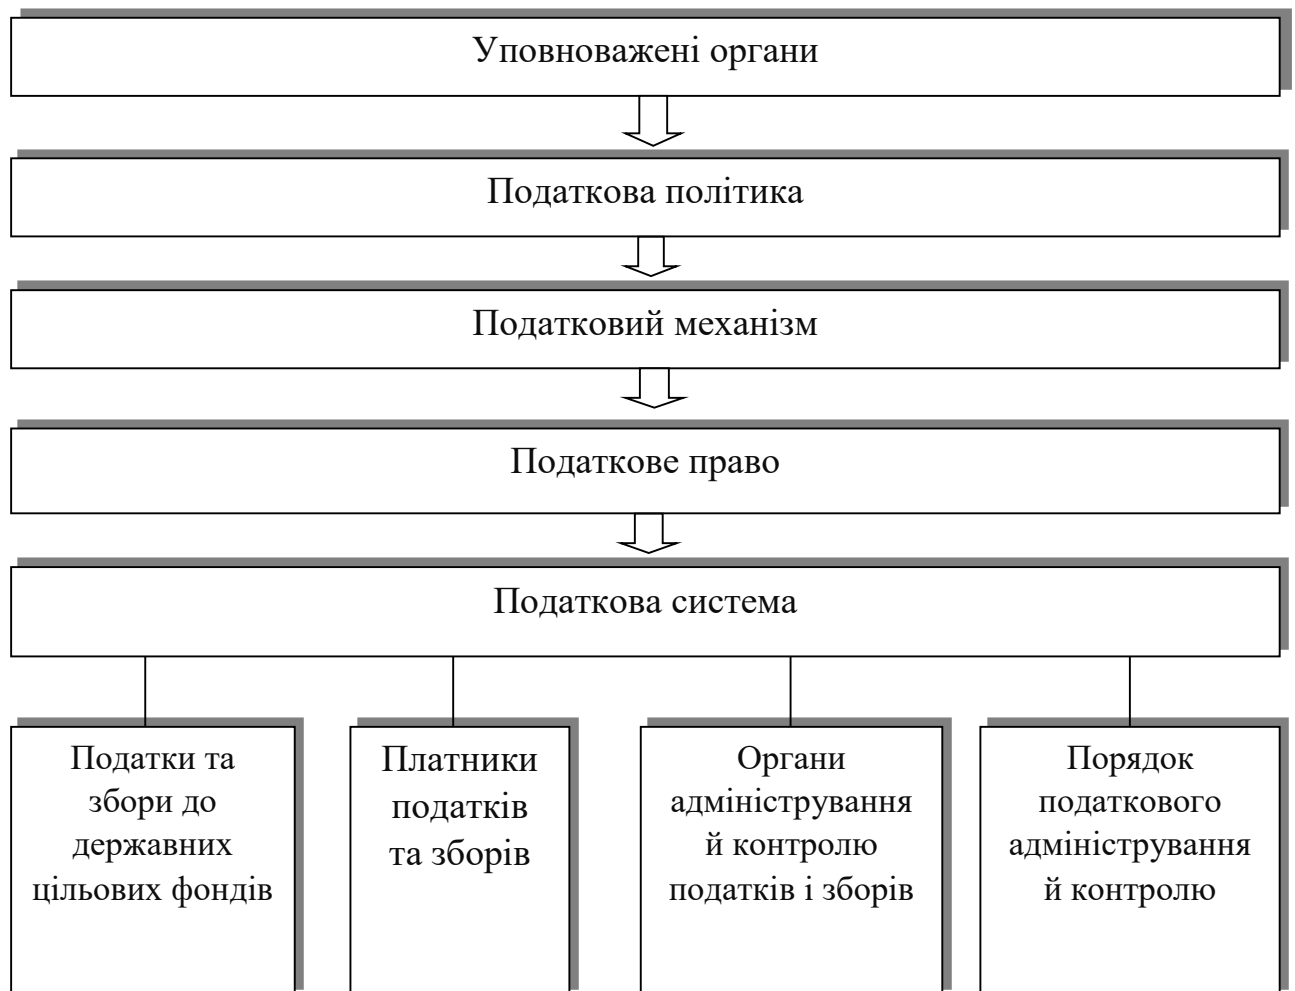 Уповноважені органи
Податкова політика
Податковий механізм
Податкове право
Податкова система
Податки та
збори до
державних
цільових фондів
Платники
податків
та зборів
Органи
адміністрування
й контролю
податків і зборів
Порядок
податкового
адміністрування
й контролю